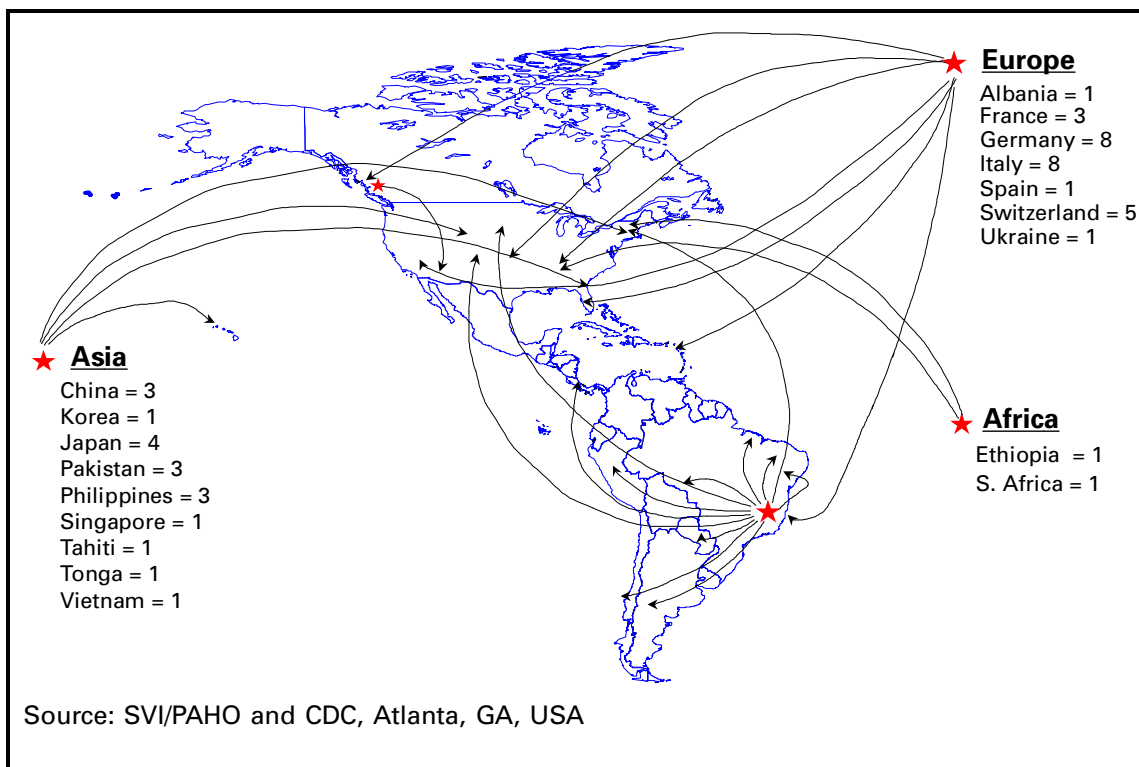 Europe
Albania = 1
France = 3
Germany = 8
Italy = 8
Spain = 1
Switzerland = 5
Ukraine = 1
Asia
China = 3
Korea = 1
Japan = 4
Pakistan = 3
Philippines = 3
Singapore = 1
Tahiti = 1
Tonga = 1
Vietnam = 1
Africa
Ethiopia = 1
S. Africa = 1
Source: SVI/PAHO and CDC, Atlanta, GA, USA